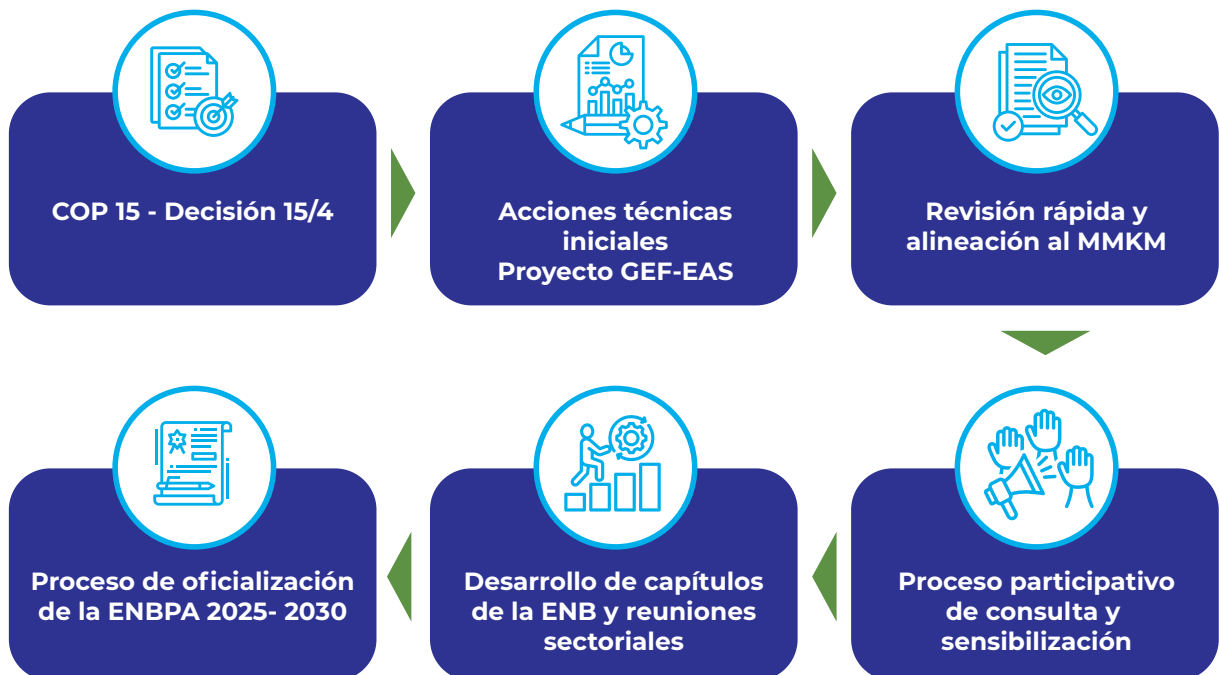 COP 15 - Decisión 15/4
Acciones técnicas
iniciales
Proyecto GEF-EAS
Revisión rápida y
alineación al MMKM
Proceso participativo
de consulta y
sensibilización
Desarrollo de capítulos
de la ENB y reuniones
sectoriales
Proceso de oficialización
de la ENBPA 2025- 2030